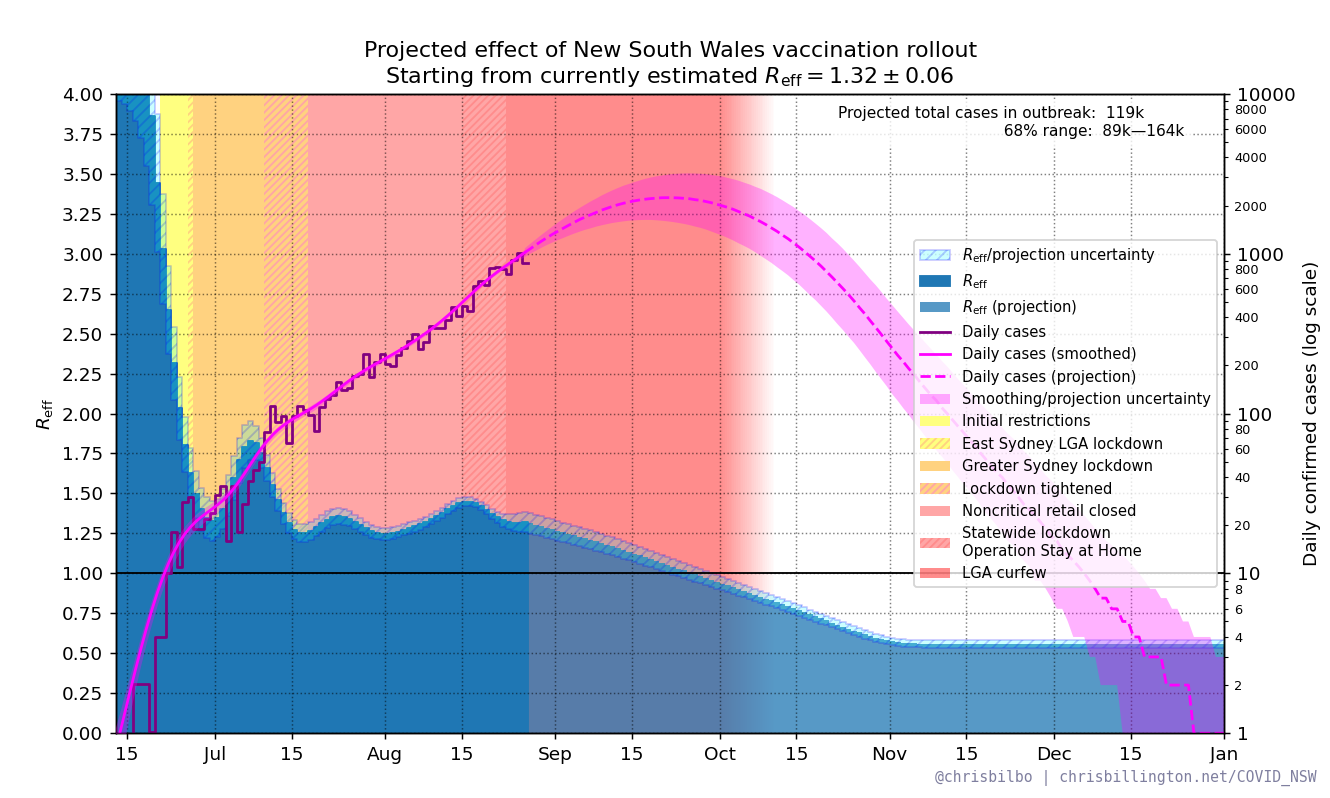 Projected effect of New South Wales vaccination rollout
Starting from currently estimated R_eff = 1.32 ± 0.06
Projected total cases in outbreak: 119k
68% range: 89k—164k
4.00
3.75
3.50
3.25
3.00
2.75
2.50
2.25
2.00
1.75
1.50
1.25
1.00
0.75
0.50
0.25
0.00
R_eff
10000
8000
6000
4000
2000
1000
800
600
400
200
100
80
60
40
20
10
8
6
4
2
1
Daily confirmed cases (log scale)
R_eff/projection uncertainty
R_eff
R_eff (projection)
Daily cases
Daily cases (smoothed)
Daily cases (projection)
Smoothing/projection uncertainty
Initial restrictions
East Sydney LGA lockdown
Greater Sydney lockdown
Lockdown tightened
Noncritical retail closed
Statewide lockdown
Operation Stay at Home
LGA curfew
15 Jul 15 Aug 15 Sep 15 Oct 15 Nov 15 Dec 15 Jan
@chrisbilbo | chrisbillington.net/COVID_NSW